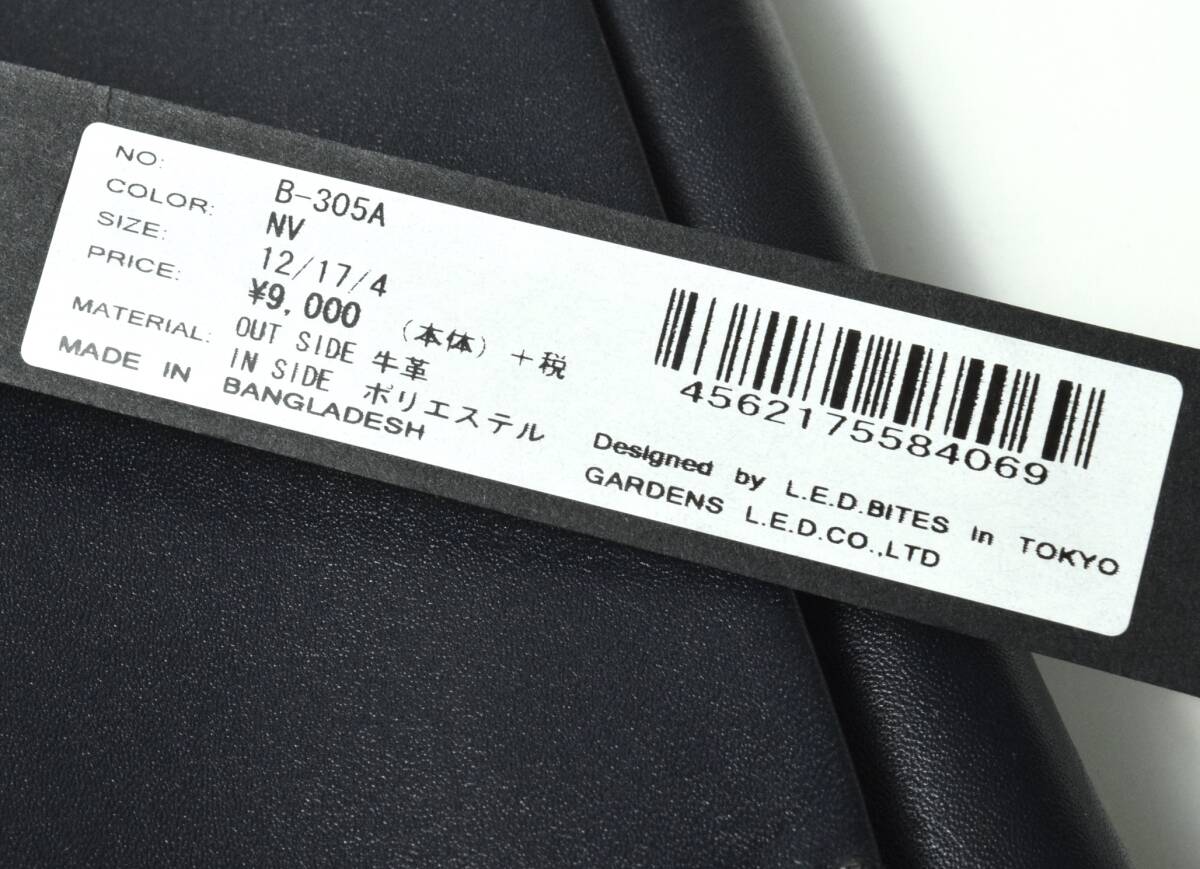 NO: B-305A
COLOR: NV
SIZE: 12/17/4
PRICE: ¥9,000 (本体) +税
MATERIAL: OUT SIDE 牛革
IN SIDE ポリエステル
MADE IN BANGLADESH
4562175584069
Designed by L.E.D.BITES in TOKYO
GARDENS L.E.D.CO.,LTD